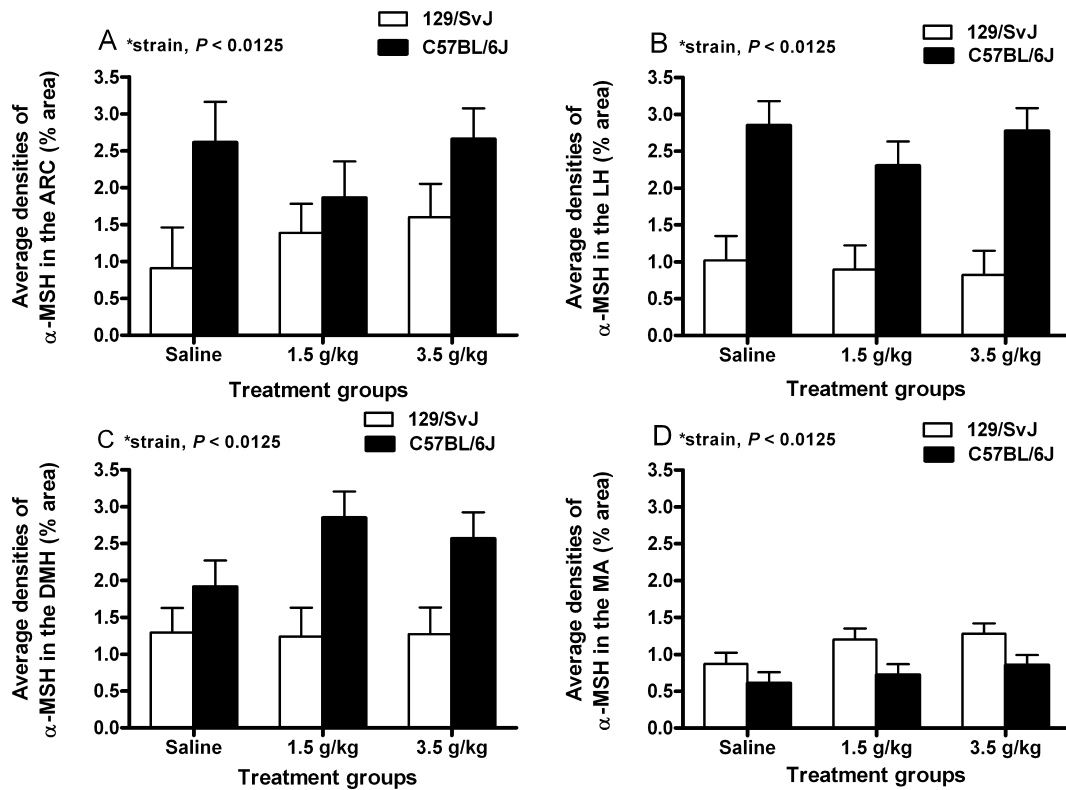 A *strain, P < 0.0125
129/SvJ
C57BL/6J
Average densities of
α-MSH in the ARC (% area)
3.5
3.0
2.5
2.0
1.5
1.0
0.5
0.0
Saline 1.5 g/kg 3.5 g/kg
Treatment groups
B *strain, P < 0.0125
129/SvJ
C57BL/6J
Average densities of
α-MSH in the LH (% area)
3.5
3.0
2.5
2.0
1.5
1.0
0.5
0.0
Saline 1.5 g/kg 3.5 g/kg
Treatment groups
C *strain, P < 0.0125
129/SvJ
C57BL/6J
Average densities of
α-MSH in the DMH (% area)
3.5
3.0
2.5
2.0
1.5
1.0
0.5
0.0
Saline 1.5 g/kg 3.5 g/kg
Treatment groups
D *strain, P < 0.0125
129/SvJ
C57BL/6J
Average densities of
α-MSH in the MA (% area)
3.5
3.0
2.5
2.0
1.5
1.0
0.5
0.0
Saline 1.5 g/kg 3.5 g/kg
Treatment groups